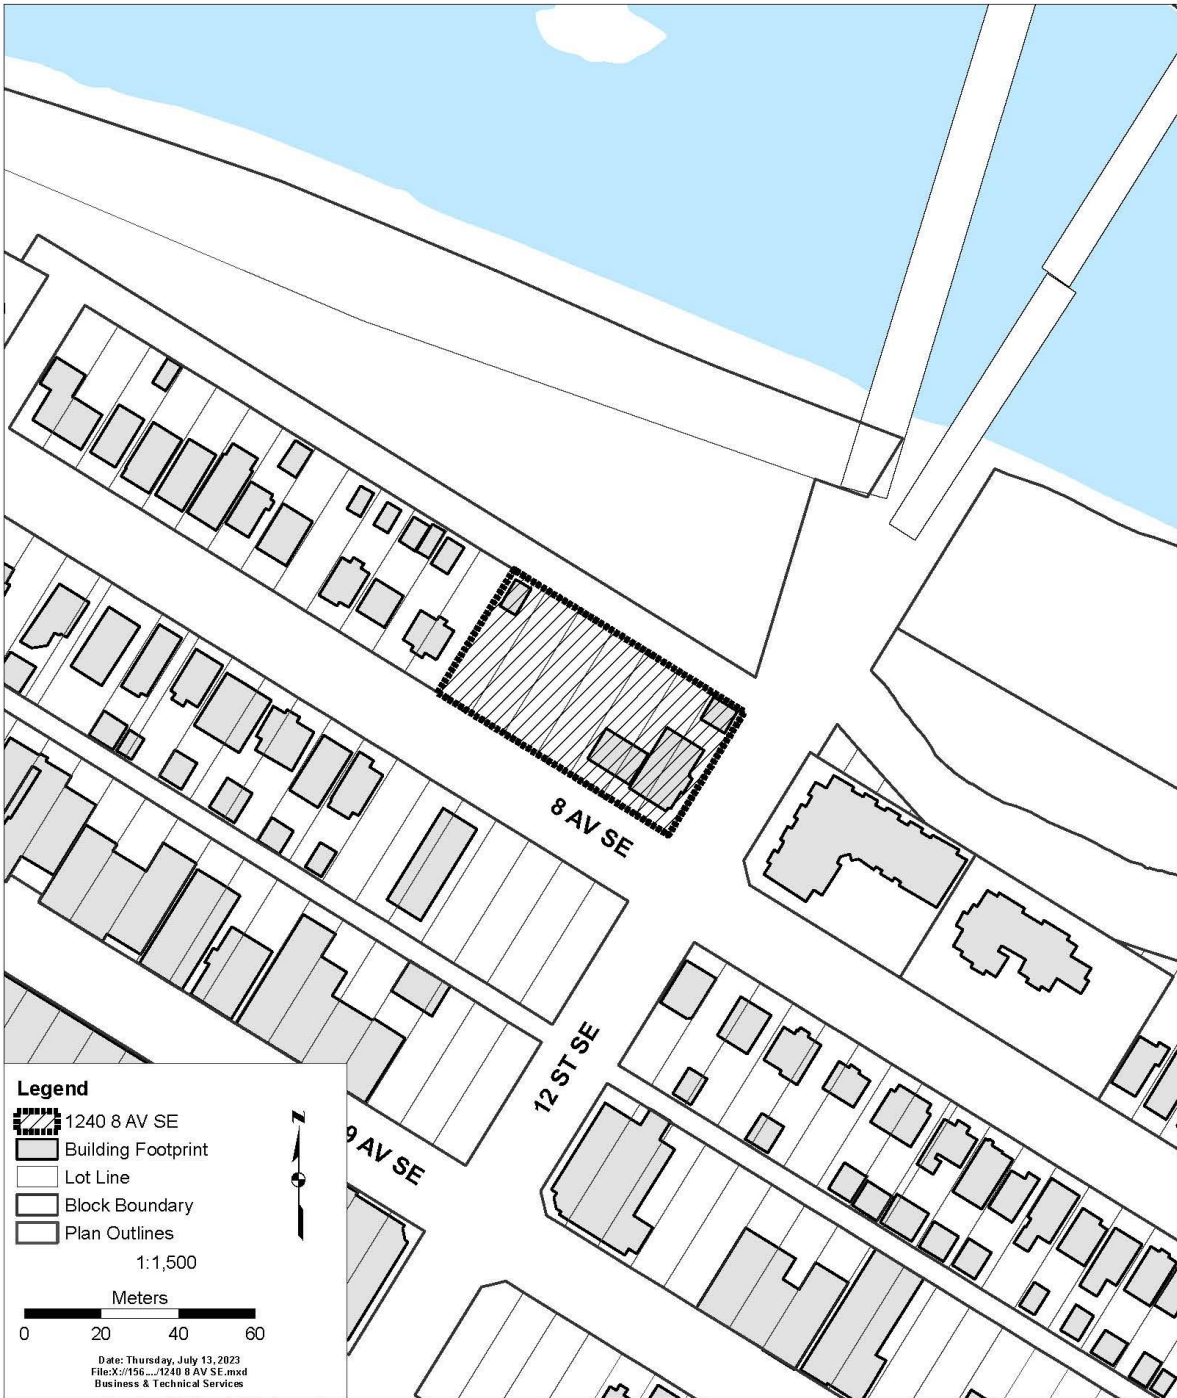 8 AV SE
12 ST SE
9 AV SE
Legend
N
1240 8 AV SE
Building Footprint
Lot Line
Block Boundary
Plan Outlines
1:1,500
Meters
0 20 40 60
Date: Thursday, July 13, 2023
File:X://156..../1240 8 AV SE.mxd
Business & Technical Services